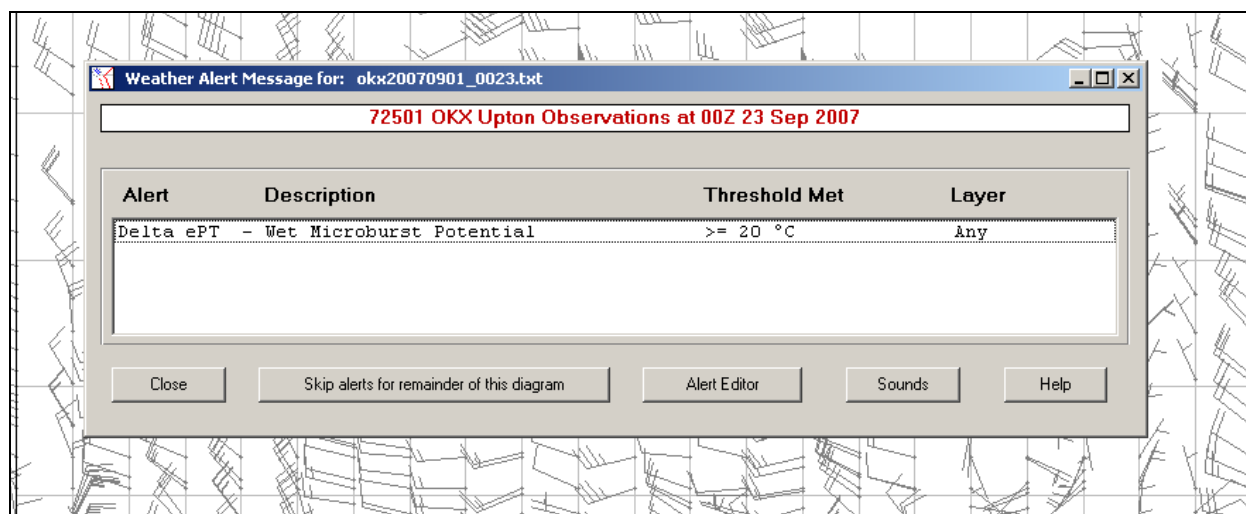 Weather Alert Message for: okx20070901_0023.txt
72501 OKX Upton Observations at 00Z 23 Sep 2007
Alert Description Threshold Met Layer
Delta ePT - Wet Microburst Potential >= 20 °C Any
Close Skip alerts for remainder of this diagram Alert Editor Sounds Help